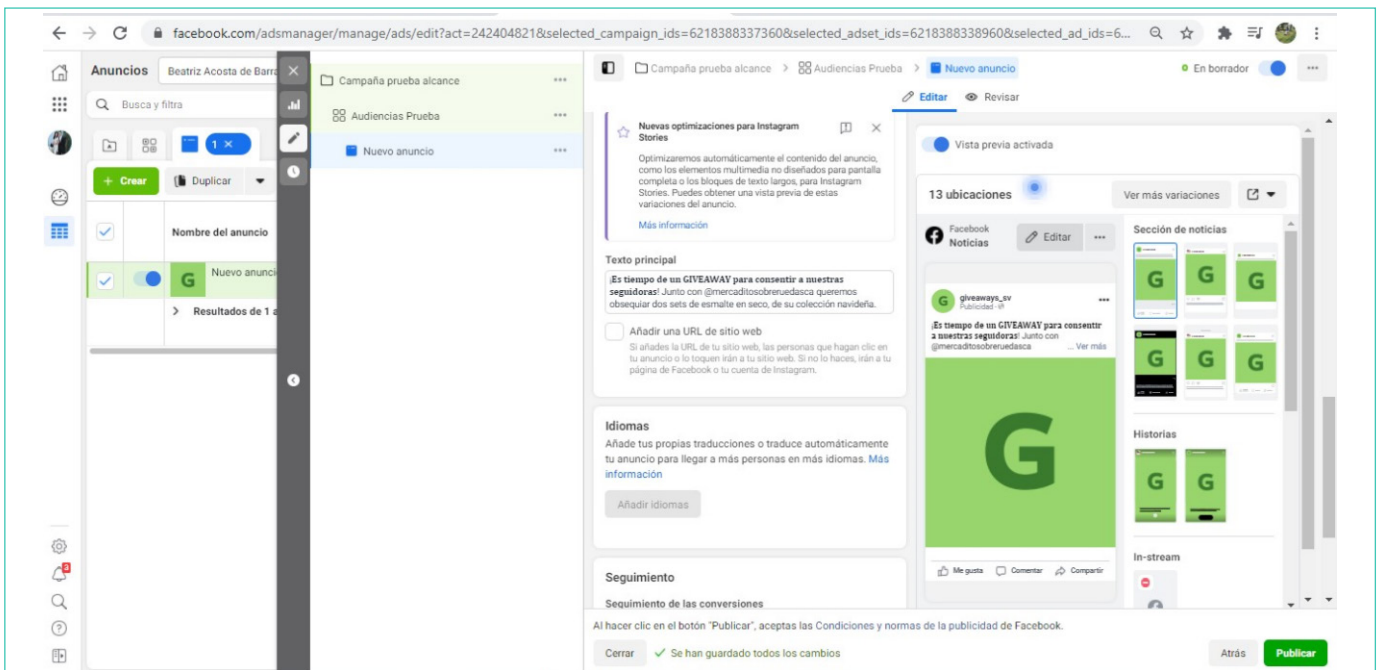 facebook.com/adsmanager/manage/ads/edit?act=242404821&selected_campaign_ids=6218388337360&selected_adset_ids=6218388338960&selected_ad_ids=6...
Anuncios
Beatriz Acosta de Barra
Busca y filtra
1 ×
+ Crear
Duplicar
Nombre del anuncio
G
Nuevo anunci
Resultados de 1 a
3
Campaña prueba alcance
Audiencias Prueba
Nuevo anuncio
Campaña prueba alcance > Audiencias Prueba > Nuevo anuncio
En borrador
Editar
Revisar
Nuevas optimizaciones para Instagram
Stories
Optimizaremos automáticamente el contenido del anuncio,
como los elementos multimedia no diseñados para pantalla
completa o los bloques de texto largos, para Instagram
Stories. Puedes obtener una vista previa de estas
variaciones del anuncio.
Más información
Texto principal
¡Es tiempo de un GIVEAWAY para consentir a nuestras
seguidoras! Junto con @mercaditosobreruedasca queremos
obsequiar dos sets de esmalte en seco, de su colección navideña.
Añadir una URL de sitio web
Si añades la URL de tu sitio web, las personas que hagan clic en
tu anuncio o lo toquen irán a tu sitio web. Si no lo haces, irán a tu
página de Facebook o tu cuenta de Instagram.
Idiomas
Añade tus propias traducciones o traduce automáticamente
tu anuncio para llegar a más personas en más idiomas. Más
información
Añadir idiomas
Seguimiento
Seguimiento de las conversiones
Vista previa activada
13 ubicaciones
Ver más variaciones
Facebook
Noticias
Editar
G
giveaways_sv
Publicidad
¡Es tiempo de un GIVEAWAY para consentir
a nuestras seguidoras! Junto con
@mercaditosobreruedasca ... Ver más
G
Me gusta
Comentar
Compartir
Sección de noticias
G
G
G
G
G
G
Historias
G
G
In-stream
Al hacer clic en el botón "Publicar", aceptas las Condiciones y normas de la publicidad de Facebook.
Cerrar
Se han guardado todos los cambios
Atrás
Publicar